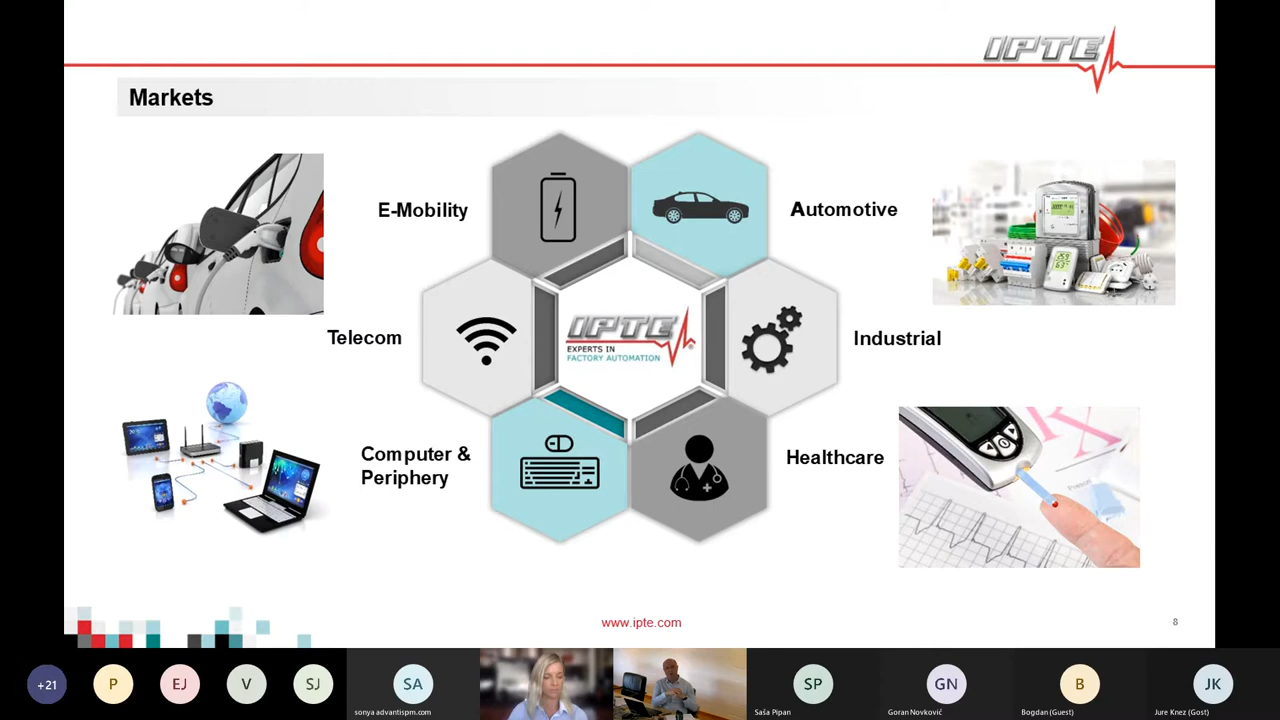 IPTE
Markets
E-Mobility
Automotive
Telecom
Industrial
IPTE
EXPERTS IN
FACTORY AUTOMATION
Computer &
Periphery
Healthcare
www.ipte.com
8
+21
P
EJ
V
SJ
SA
sonya advantispm.com
SP
Saša Pipan
GN
Goran Novković
B
Bogdan (Guest)
JK
Jure Knez (Gost)